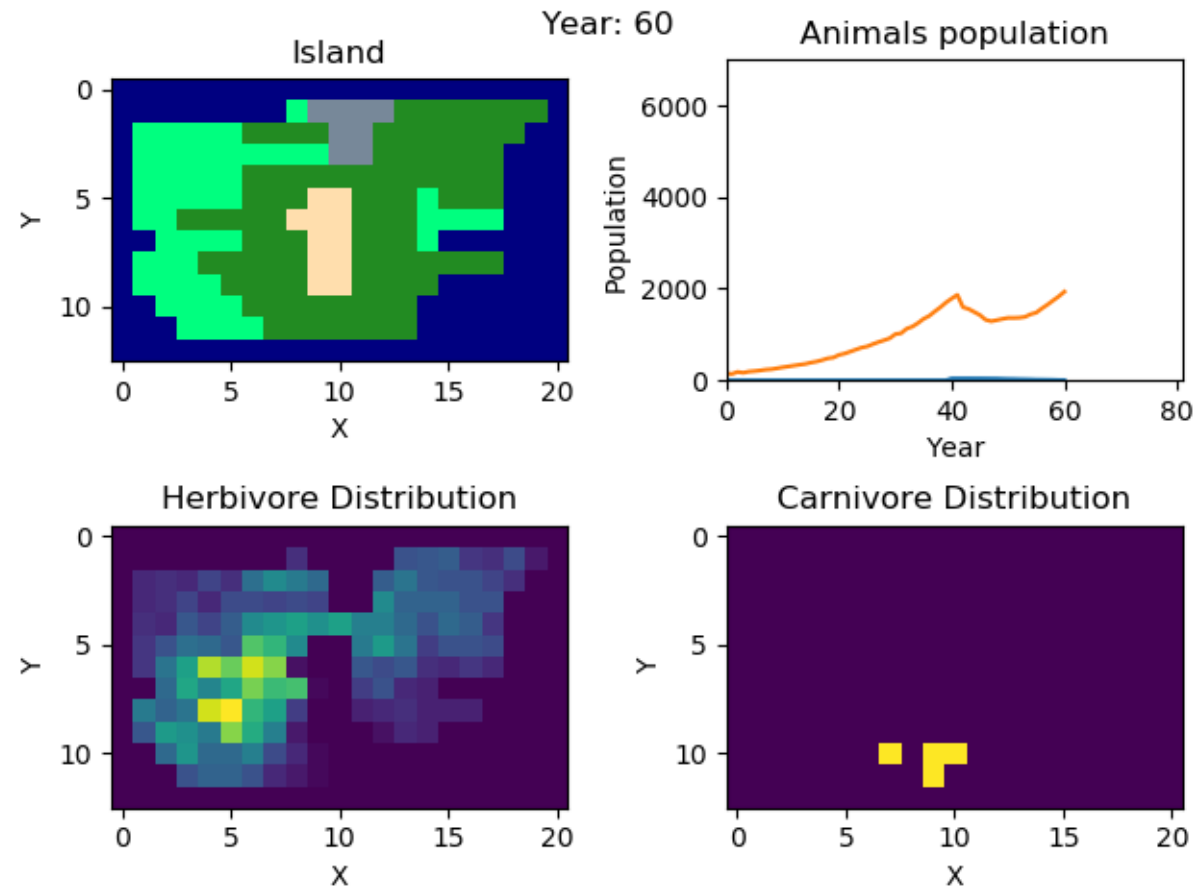 Year: 60
Island
0
5
10
Y
0 5 10 15 20
X
Animals population
6000
4000
2000
0
Population
0 20 40 60 80
Year
Herbivore Distribution
0
5
10
Y
0 5 10 15 20
X
Carnivore Distribution
0
5
10
Y
0 5 10 15 20
X